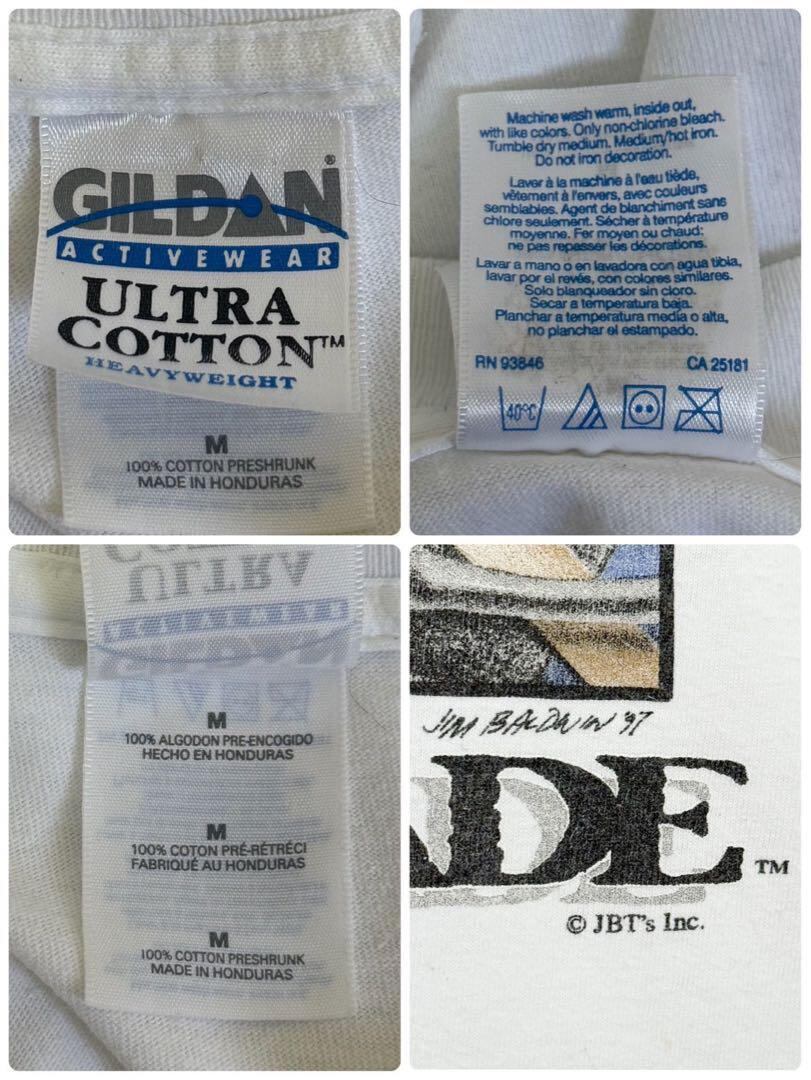 GILDAN®
ACTIVEWEAR
ULTRA
COTTON™
HEAVYWEIGHT
M
100% COTTON PRESHRUNK
MADE IN HONDURAS
Machine wash warm, inside out,
with like colors. Only non-chlorine bleach.
Tumble dry medium. Medium/hot iron.
Do not iron decoration.
Laver à la machine à l'eau tiède,
vêtement à l'envers, avec couleurs
semblables. Agent de blanchiment sans
chlore seulement. Sécher à température
moyenne. Fer moyen ou chaud:
ne pas repasser les décorations.
Lavar a mano o en lavadora con agua tibia,
lavar por el revés, con colores similares.
Solo blanqueador sin cloro.
Secar a temperatura baja.
Planchar a temperatura media o alta,
no planchar el estampado.
RN 93846 CA 25181
40°C
ULTRA
M
100% ALGODON PRE-ENCOGIDO
HECHO EN HONDURAS
M
100% COTON PRÉ-RÉTRÉCI
FABRIQUÉ AU HONDURAS
M
100% COTTON PRESHRUNK
MADE IN HONDURAS
JIM BALDWIN '97
ADE™
© JBT's Inc.